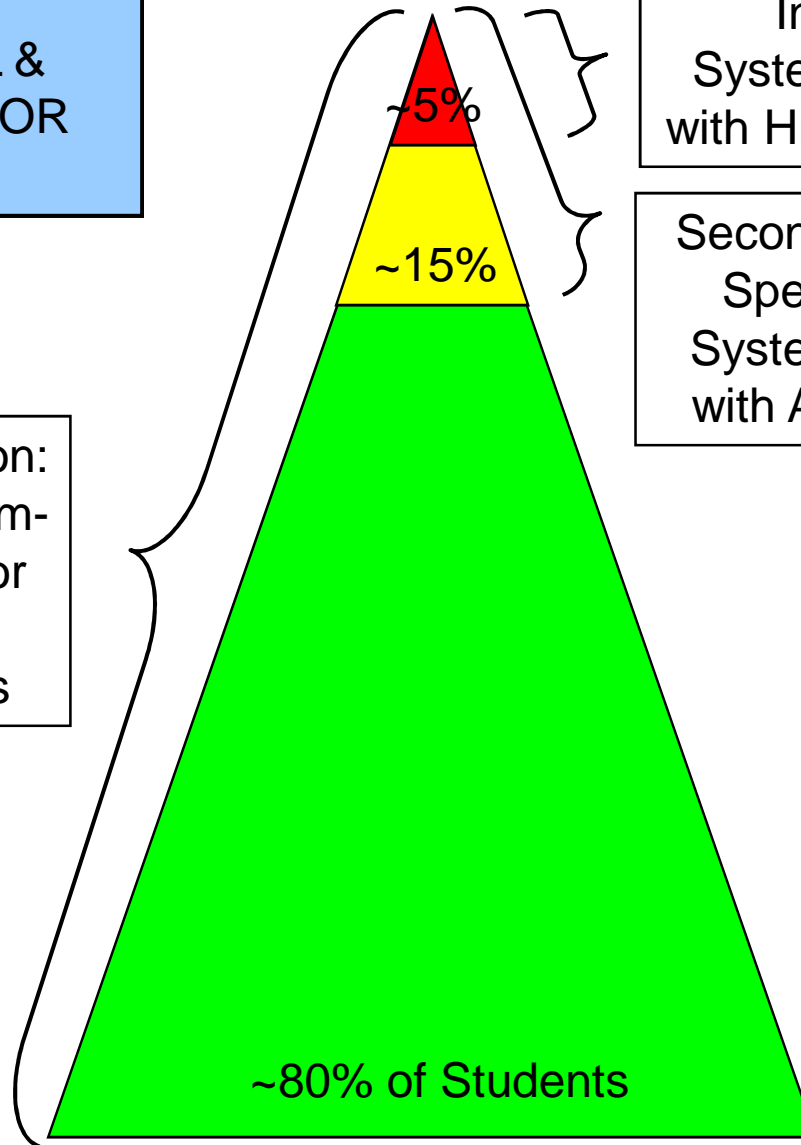 &
OR
~5%
In
Syste
with H
~15%
Secon
Spe
Syste
with A
on:
m-
or
s
~80% of Students